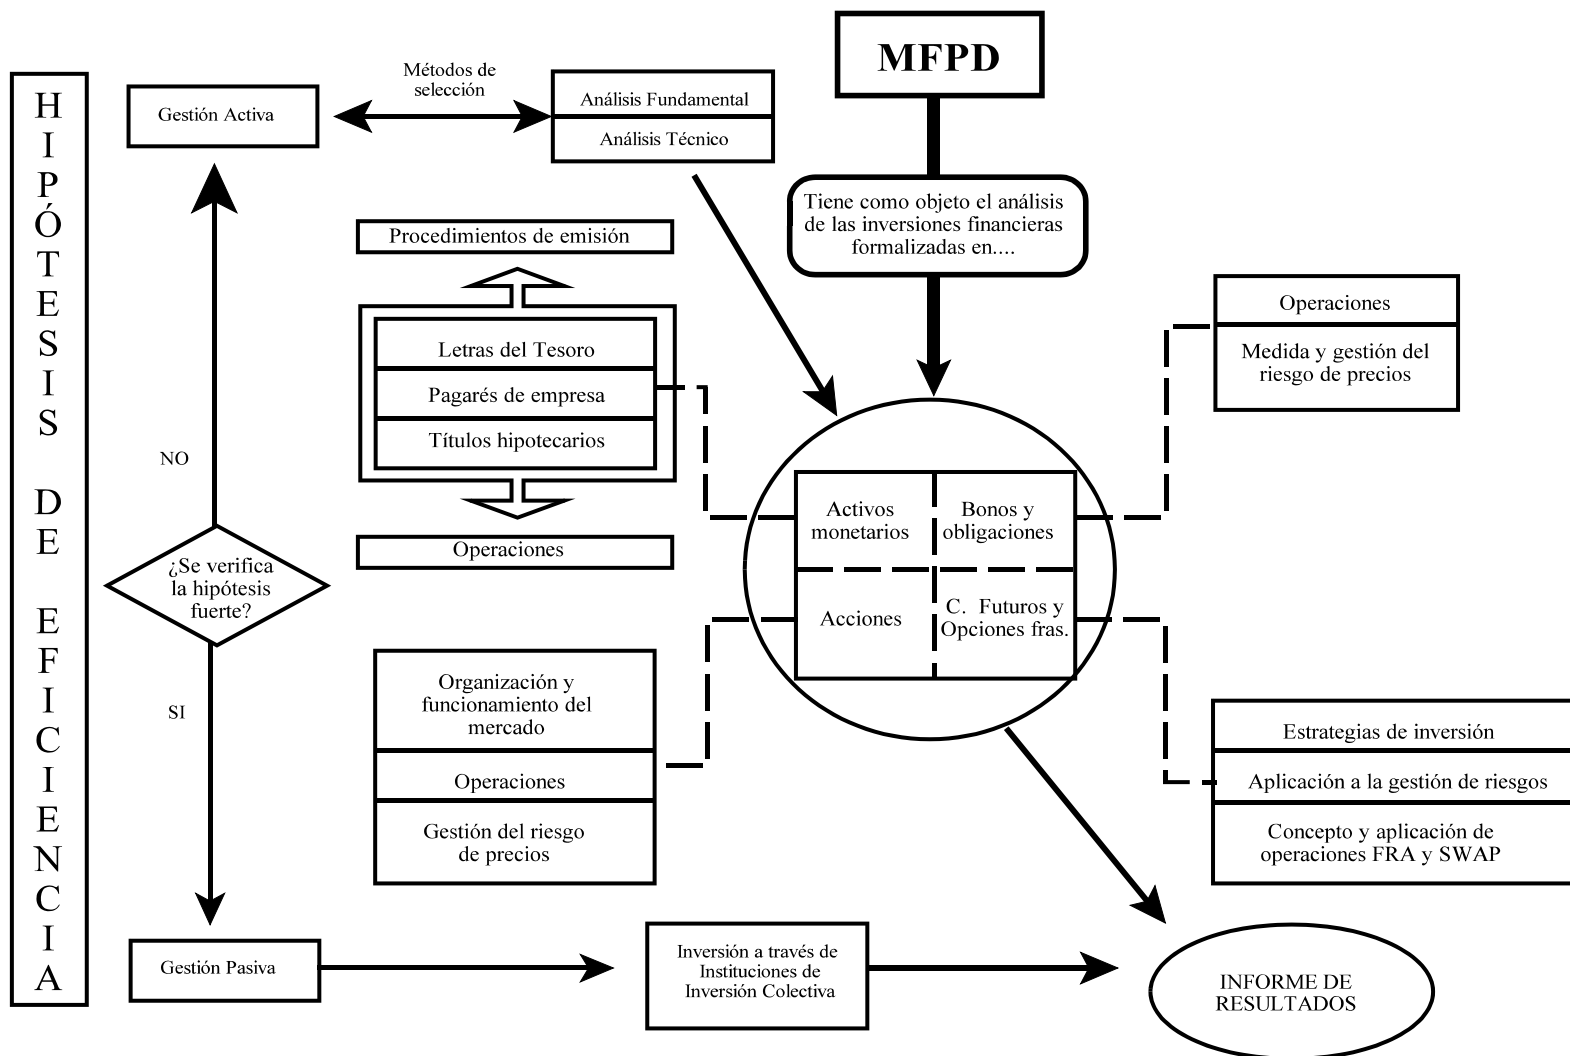 HIPÓTESIS DE EFICIENCIA
Gestión Activa
Métodos de
selección
Análisis Fundamental
Análisis Técnico
MFPD
Tiene como objeto el análisis
de las inversiones financieras
formalizadas en....
Procedimientos de emisión
Letras del Tesoro
Pagarés de empresa
Títulos hipotecarios
Operaciones
Operaciones
Medida y gestión del
riesgo de precios
NO
¿Se verifica
la hipótesis
fuerte?
SI
Activos
monetarios
Bonos y
obligaciones
Acciones
C. Futuros y
Opciones fras.
Organización y
funcionamiento del
mercado
Operaciones
Gestión del riesgo
de precios
Estrategias de inversión
Aplicación a la gestión de riesgos
Concepto y aplicación de
operaciones FRA y SWAP
Gestión Pasiva
Inversión a través de
Instituciones de
Inversión Colectiva
INFORME DE
RESULTADOS